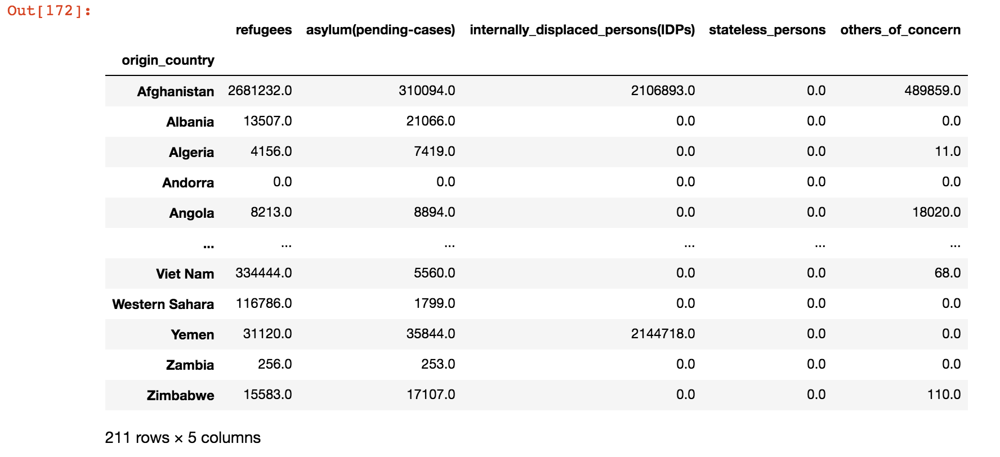 Out[172]:
refugees asylum(pending-cases) internally_displaced_persons(IDPs) stateless_persons others_of_concern
origin_country
Afghanistan 2681232.0 310094.0 2106893.0 0.0 489859.0
Albania 13507.0 21066.0 0.0 0.0 0.0
Algeria 4156.0 7419.0 0.0 0.0 11.0
Andorra 0.0 0.0 0.0 0.0 0.0
Angola 8213.0 8894.0 0.0 0.0 18020.0
... ... ... ... ... ...
Viet Nam 334444.0 5560.0 0.0 0.0 68.0
Western Sahara 116786.0 1799.0 0.0 0.0 0.0
Yemen 31120.0 35844.0 2144718.0 0.0 0.0
Zambia 256.0 253.0 0.0 0.0 0.0
Zimbabwe 15583.0 17107.0 0.0 0.0 110.0
211 rows × 5 columns